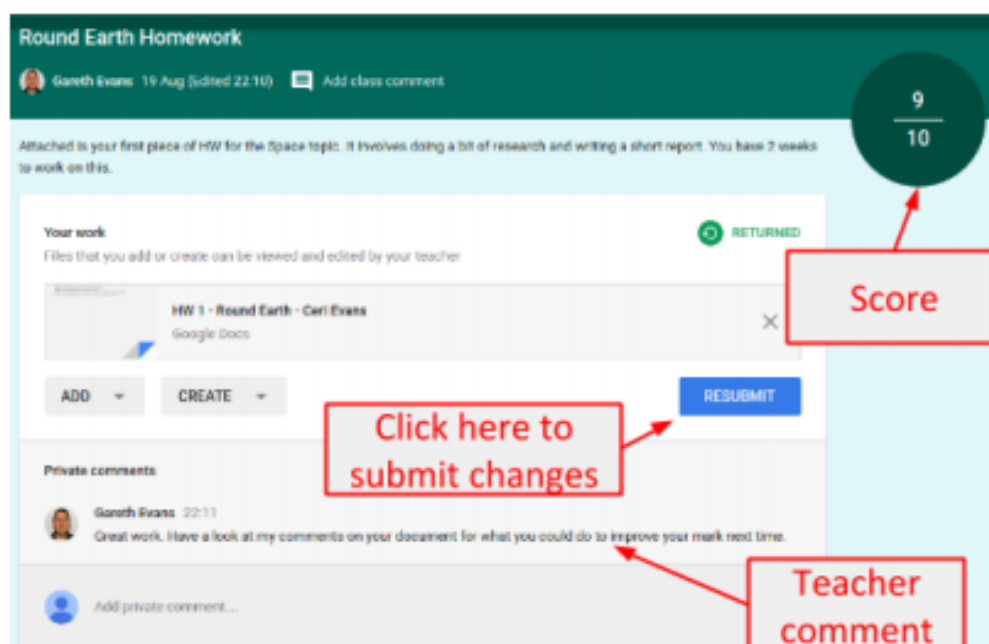 Round Earth Homework
Gareth Evans 19 Aug (Edited 22:10) Add class comment
9
10
Attached is your first piece of HW for the Space topic. It involves doing a bit of research and writing a short report. You have 2 weeks
to work on this.
Your work
RETURNED
Files that you add or create can be viewed and edited by your teacher
Score
HW 1 - Round Earth - Ceri Evans
Google Docs
ADD CREATE RESUBMIT
Click here to
submit changes
Private comments
Gareth Evans 22:11
Great work. Have a look at my comments on your document for what you could do to improve your mark next time.
Teacher
comment
Add private comment...